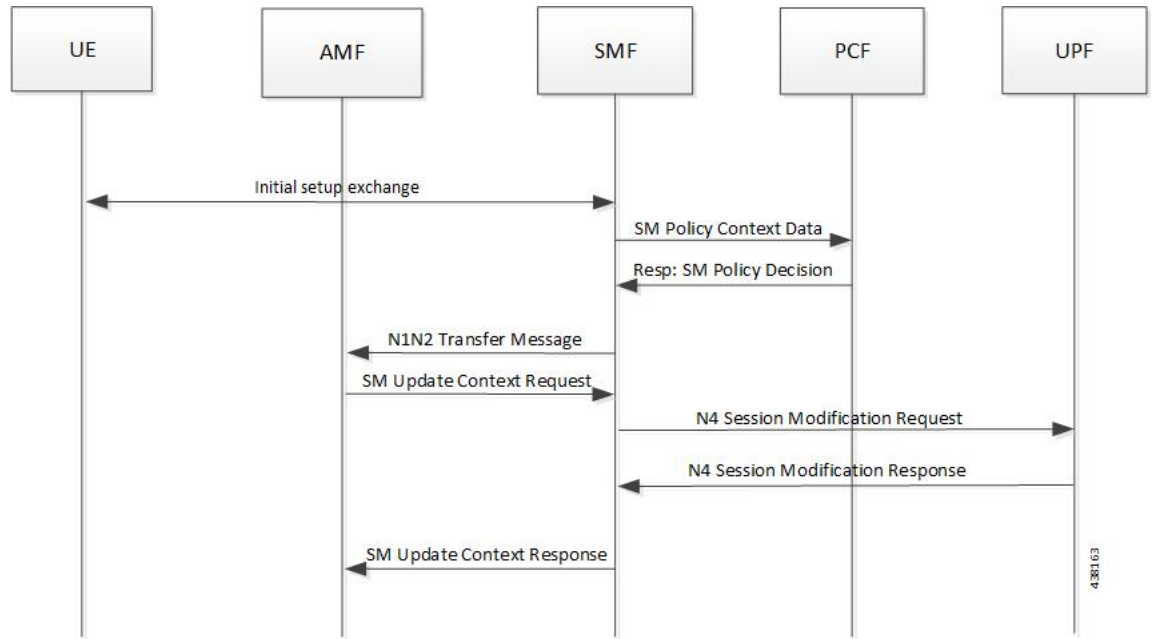 UE
AMF
SMF
PCF
UPF
Initial setup exchange
SM Policy Context Data
Resp: SM Policy Decision
N1N2 Transfer Message
SM Update Context Request
N4 Session Modification Request
N4 Session Modification Response
SM Update Context Response
438163